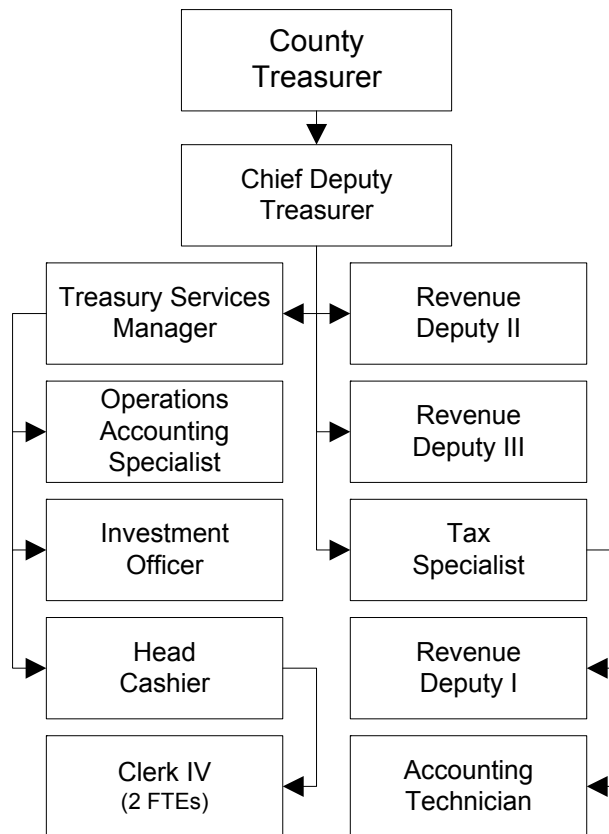 County
Treasurer
Chief Deputy
Treasurer
Treasury Services
Manager
Revenue
Deputy II
Operations
Accounting
Specialist
Revenue
Deputy III
Investment
Officer
Tax
Specialist
Head
Cashier
Revenue
Deputy I
Clerk IV
(2 FTEs)
Accounting
Technician